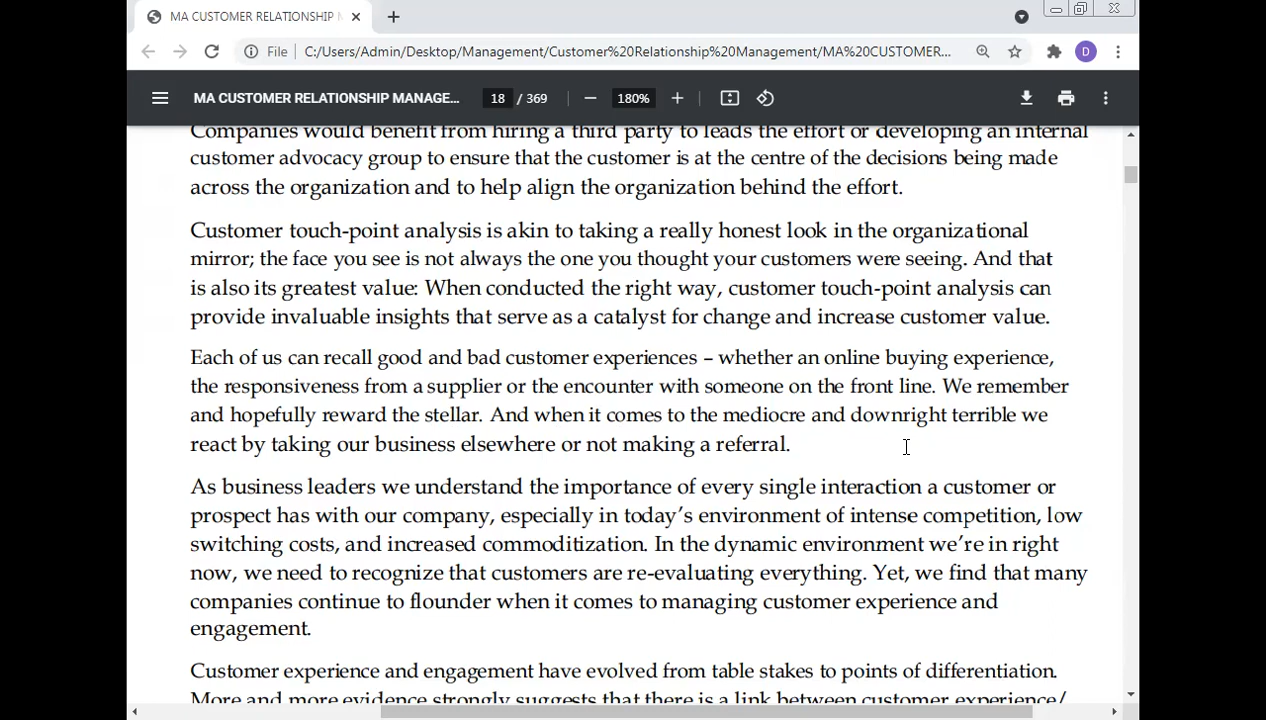 MA CUSTOMER RELATIONSHIP M
File C:/Users/Admin/Desktop/Management/Customer%20Relationship%20Management/MA%20CUSTOMER...
D
MA CUSTOMER RELATIONSHIP MANAGE... 18 / 369 180%
Companies would benefit from hiring a third party to leads the effort or developing an internal
customer advocacy group to ensure that the customer is at the centre of the decisions being made
across the organization and to help align the organization behind the effort.
Customer touch-point analysis is akin to taking a really honest look in the organizational
mirror; the face you see is not always the one you thought your customers were seeing. And that
is also its greatest value: When conducted the right way, customer touch-point analysis can
provide invaluable insights that serve as a catalyst for change and increase customer value.
Each of us can recall good and bad customer experiences – whether an online buying experience,
the responsiveness from a supplier or the encounter with someone on the front line. We remember
and hopefully reward the stellar. And when it comes to the mediocre and downright terrible we
react by taking our business elsewhere or not making a referral.
As business leaders we understand the importance of every single interaction a customer or
prospect has with our company, especially in today's environment of intense competition, low
switching costs, and increased commoditization. In the dynamic environment we're in right
now, we need to recognize that customers are re-evaluating everything. Yet, we find that many
companies continue to flounder when it comes to managing customer experience and
engagement.
Customer experience and engagement have evolved from table stakes to points of differentiation.
More and more evidence strongly suggests that there is a link between customer experience/